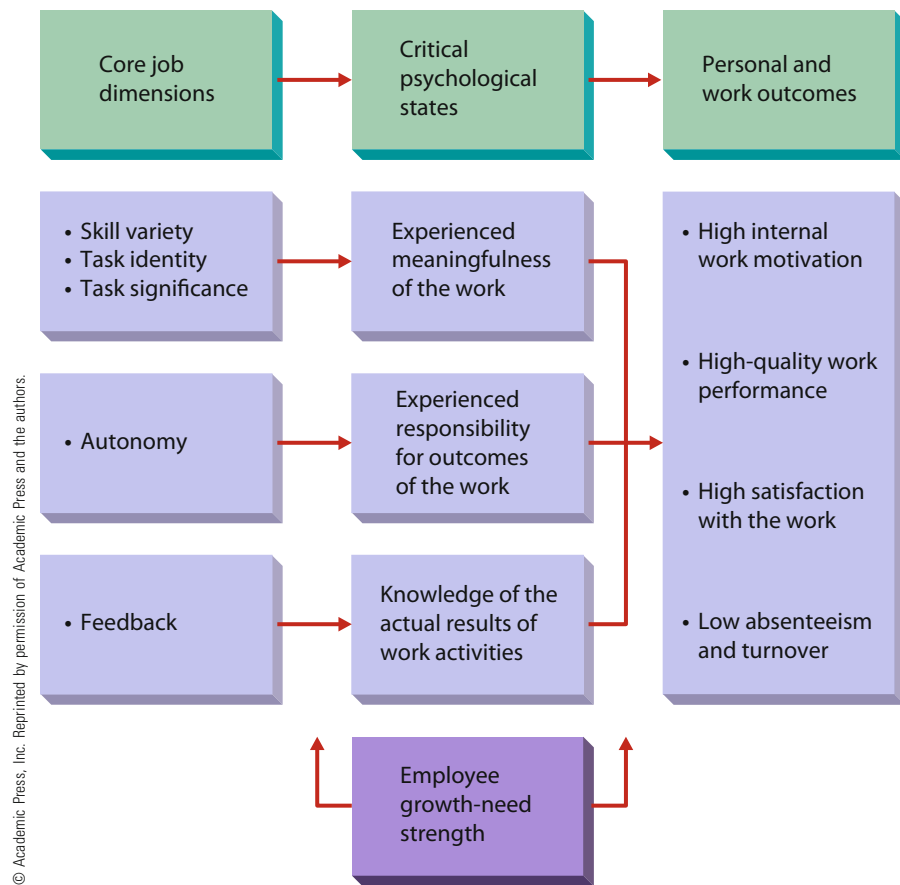 Core job
dimensions
Critical
psychological
states
Personal and
work outcomes
• Skill variety
• Task identity
• Task significance
Experienced
meaningfulness
of the work
• Autonomy
Experienced
responsibility
for outcomes
of the work
• Feedback
Knowledge of the
actual results of
work activities
• High internal
work motivation
• High-quality work
performance
• High satisfaction
with the work
• Low absenteeism
and turnover
Employee
growth-need
strength
© Academic Press, Inc. Reprinted by permission of Academic Press and the authors.